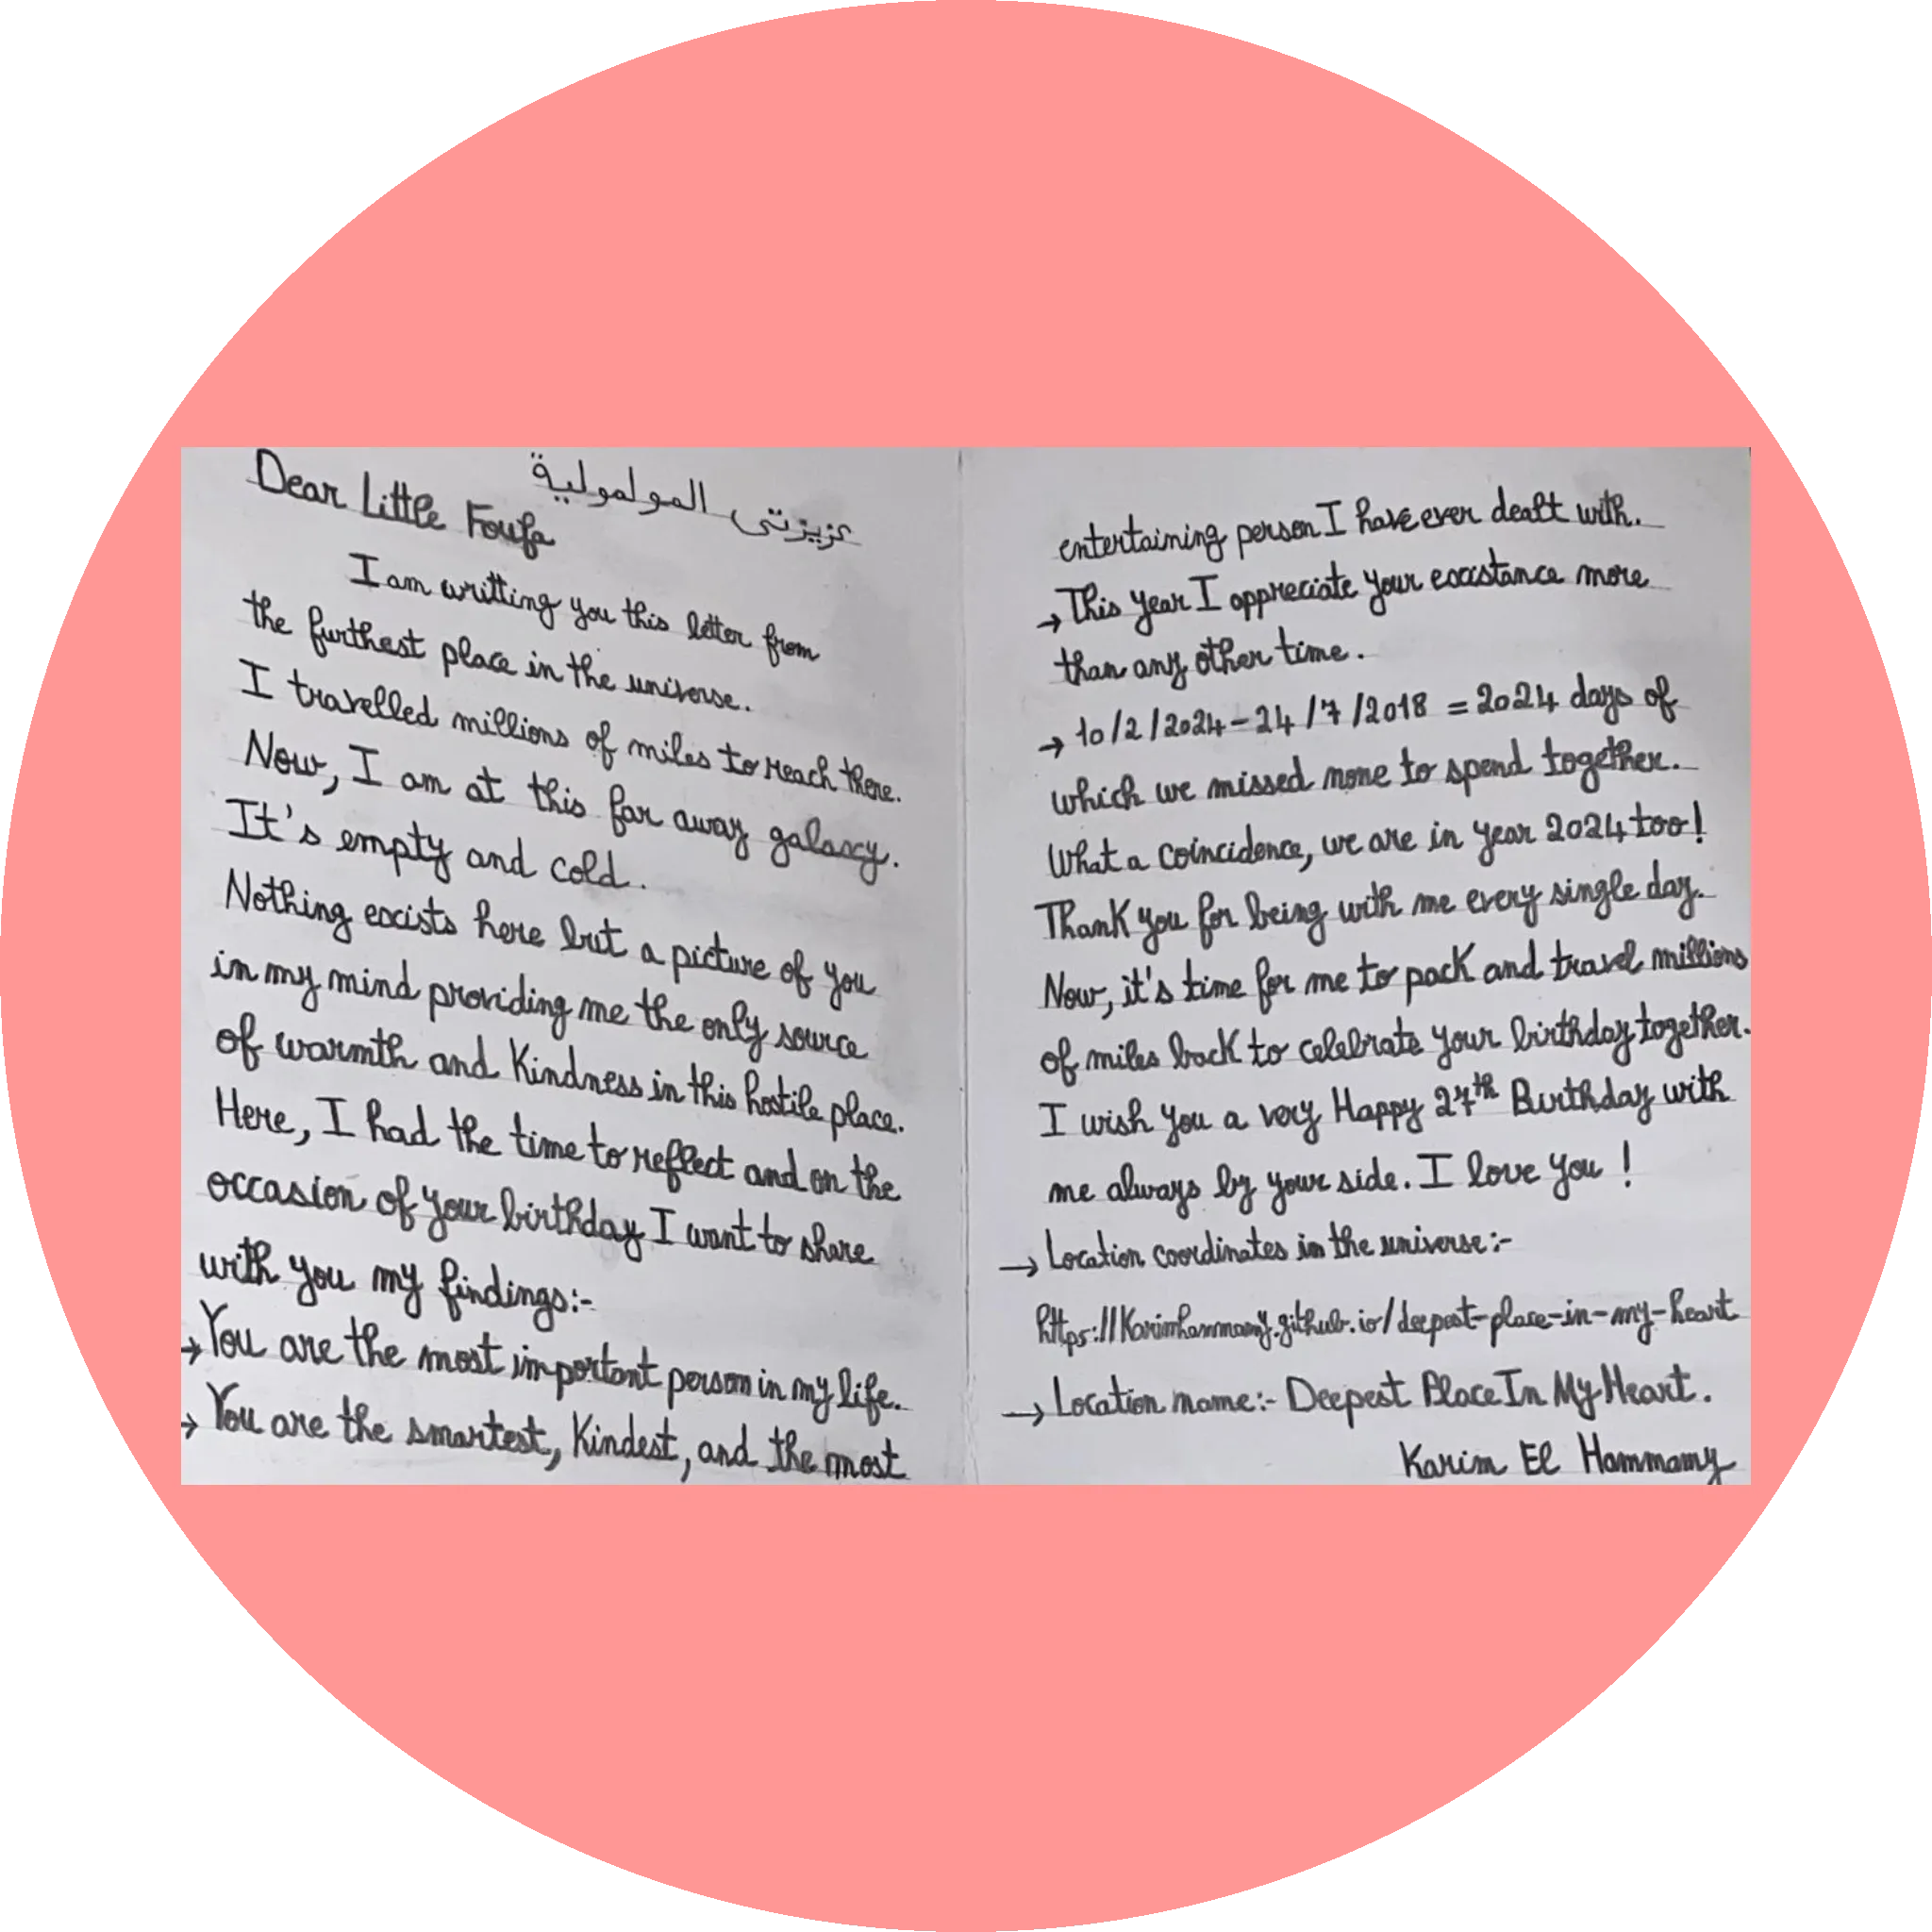 Dear Little Foufa
عزيزتى المولمولية
I am writting you this letter from
the furthest place in the universe.
I travelled millions of miles to reach there.
Now, I am at this far away galaxy.
It's empty and cold.
Nothing exists here but a picture of you
in my mind providing me the only source
of warmth and kindness in this hostile place.
Here, I had the time to reflect and on the
occasion of your birthday I want to share
with you my findings:-
→ You are the most important person in my life.
→ You are the smartest, Kindest, and the most
entertaining person I have ever dealt with.
→ This year I appreciate your existance more
than any other time.
→ 10/2/2024 - 24/7/2018 = 2024 days of
which we missed none to spend together.
What a coincidence, we are in year 2024 too!
Thank you for being with me every single day.
Now, it's time for me to pack and travel millions
of miles back to celebrate your birthday together.
I wish you a very Happy 27th Birthday with
me always by your side. I love you!
→ Location coordinates in the universe:-
https://karimhammamy.github.io/deepest-place-in-my-heart
→ Location name:- Deepest Place In My Heart.
Karim El Hammamy